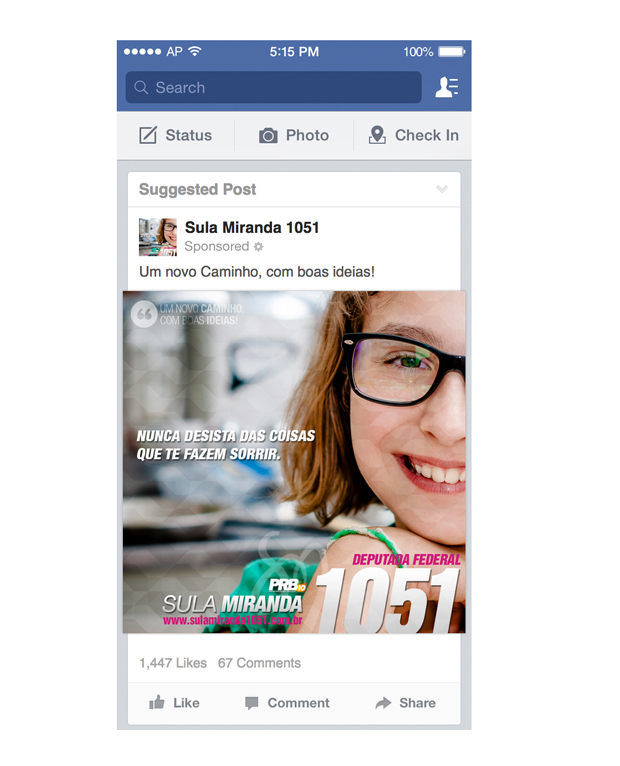 AP 5:15 PM 100%
Search
Status Photo Check In
Suggested Post
Sula Miranda 1051
Sponsored
Um novo Caminho, com boas ideias!
UM NOVO CAMINHO,
COM BOAS IDEIAS!
NUNCA DESISTA DAS COISAS
QUE TE FAZEM SORRIR.
DEPUTADA FEDERAL
PRB10
1051
SULA MIRANDA
www.sulamiranda1051.com.br
1,447 Likes 67 Comments
Like Comment Share